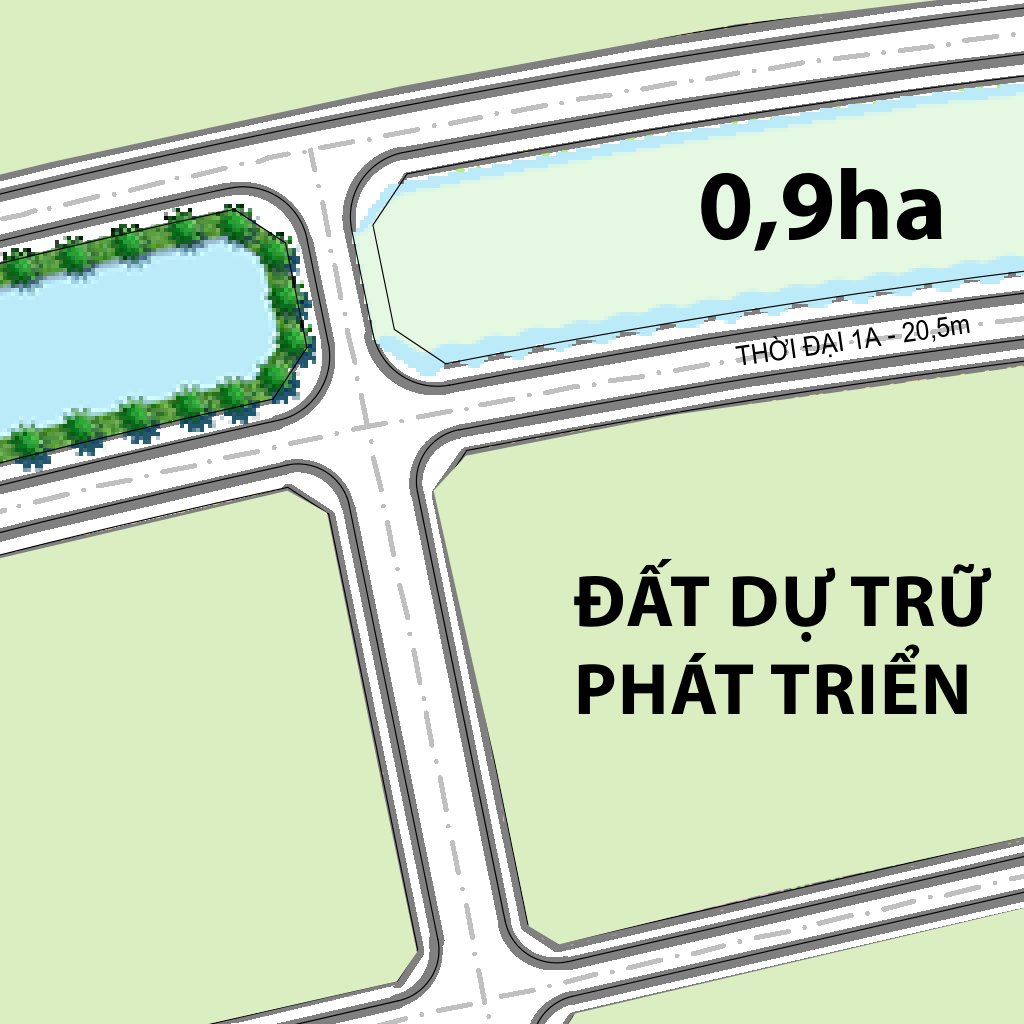 0,9ha
THỜI ĐẠI 1A - 20,5m
ĐẤT DỰ TRỮ
PHÁT TRIỂN